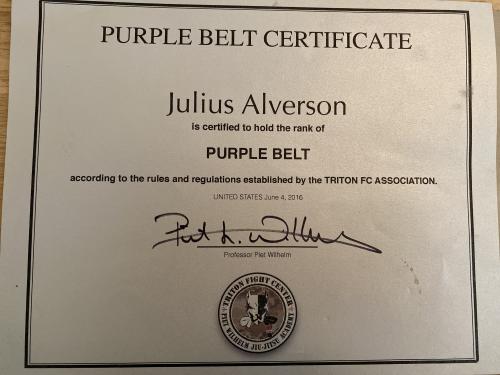 PURPLE BELT CERTIFICATE
Julius Alverson
is certified to hold the rank of
PURPLE BELT
according to the rules and regulations established by the TRITON FC ASSOCIATION.
UNITED STATES June 4, 2016
Piet L. Wilhelm
Professor Piet Wilhelm
TRITON FIGHT CENTER
PIET WILHELM JIU-JITSU ACADEMY